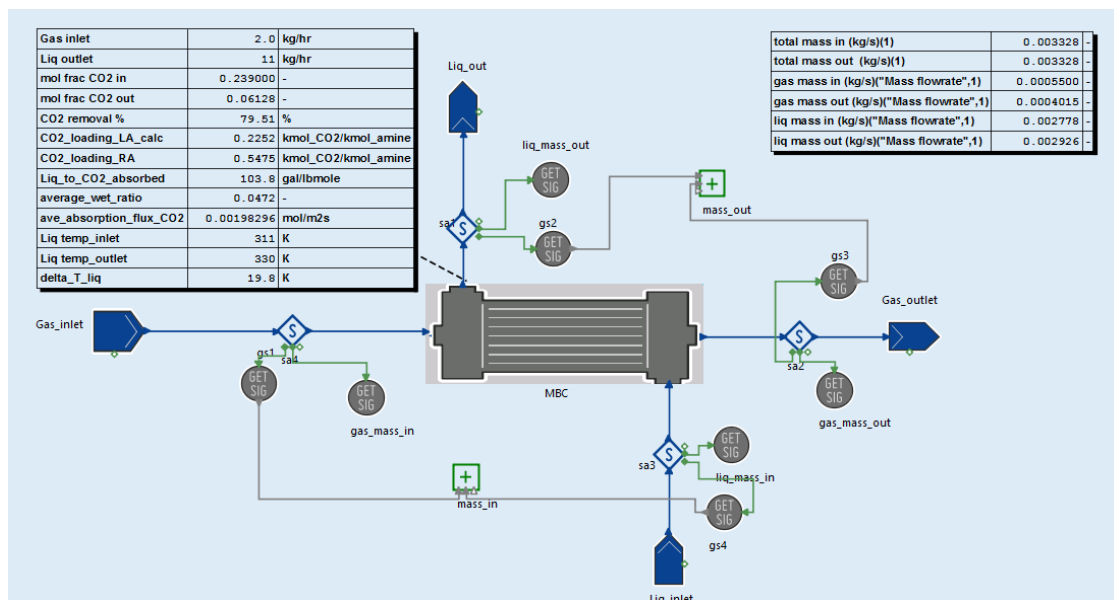 Gas inlet 2.0 kg/hr
Liq outlet 11 kg/hr
mol frac CO2 in 0.239000 -
mol frac CO2 out 0.06128 -
CO2 removal % 79.51 %
CO2_loading_LA_calc 0.2252 kmol_CO2/kmol_amine
CO2_loading_RA 0.5475 kmol_CO2/kmol_amine
Liq_to_CO2_absorbed 103.8 gal/lbmole
average_wet_ratio 0.0472 -
ave_absorption_flux_CO2 0.00198296 mol/m2s
Liq temp_inlet 311 K
Liq temp_outlet 330 K
delta_T_liq 19.8 K
total mass in (kg/s)(1) 0.003328 -
total mass out (kg/s)(1) 0.003328 -
gas mass in (kg/s)("Mass flowrate",1) 0.0005500 -
gas mass out (kg/s)("Mass flowrate",1) 0.0004015 -
liq mass in (kg/s)("Mass flowrate",1) 0.002778 -
liq mass out (kg/s)("Mass flowrate",1) 0.002926 -
Liq_out
liq_mass_out
GET
SIG
S
sa1
gs2
GET
SIG
mass_out
gs3
GET
SIG
Gas_inlet
S
sa4
gs1
GET
SIG
GET
SIG
gas_mass_in
MBC
S
sa2
Gas_outlet
GET
SIG
gas_mass_out
S
sa3
GET
SIG
liq_mass_in
mass_in
GET
SIG
gs4
Liq_inlet